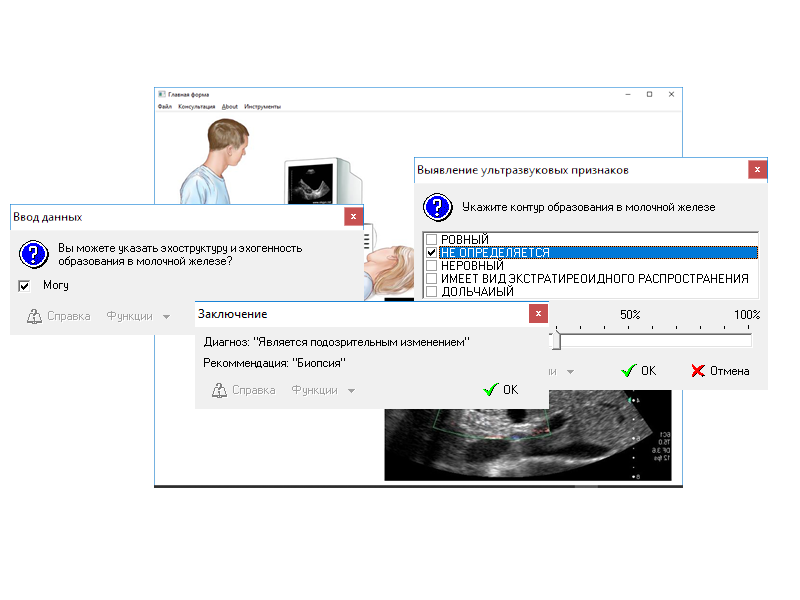 Главная форма
Файл Консультация About Инструменты
Выявление ультразвуковых признаков
Укажите контур образования в молочной железе
РОВНЫЙ
НЕ ОПРЕДЕЛЯЕТСЯ
НЕРОВНЫЙ
ИМЕЕТ ВИД ЭКСТРАТИРЕОИДНОГО РАСПРОСТРАНЕНИЯ
ДОЛЬЧАИЫЙ
50% 100%
ии
OK Отмена
Ввод данных
Вы можете указать эхоструктуру и эхогенность
образования в молочной железе?
Могу
Справка Функции
Заключение
Диагноз: "Является подозрительным изменением"
Рекоммендация: "Биопсия"
Справка Функции OK